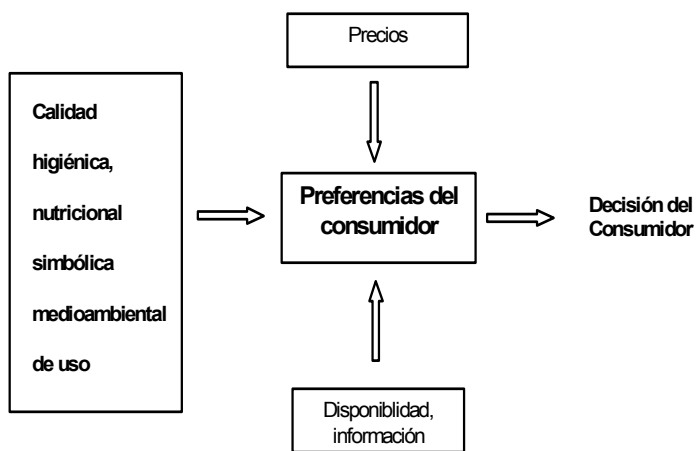 Precios
Calidad
higiénica,
nutricional
simbólica
medioambiental
de uso
Preferencias del
consumidor
Decisión del
Consumidor
Disponiblidad,
información